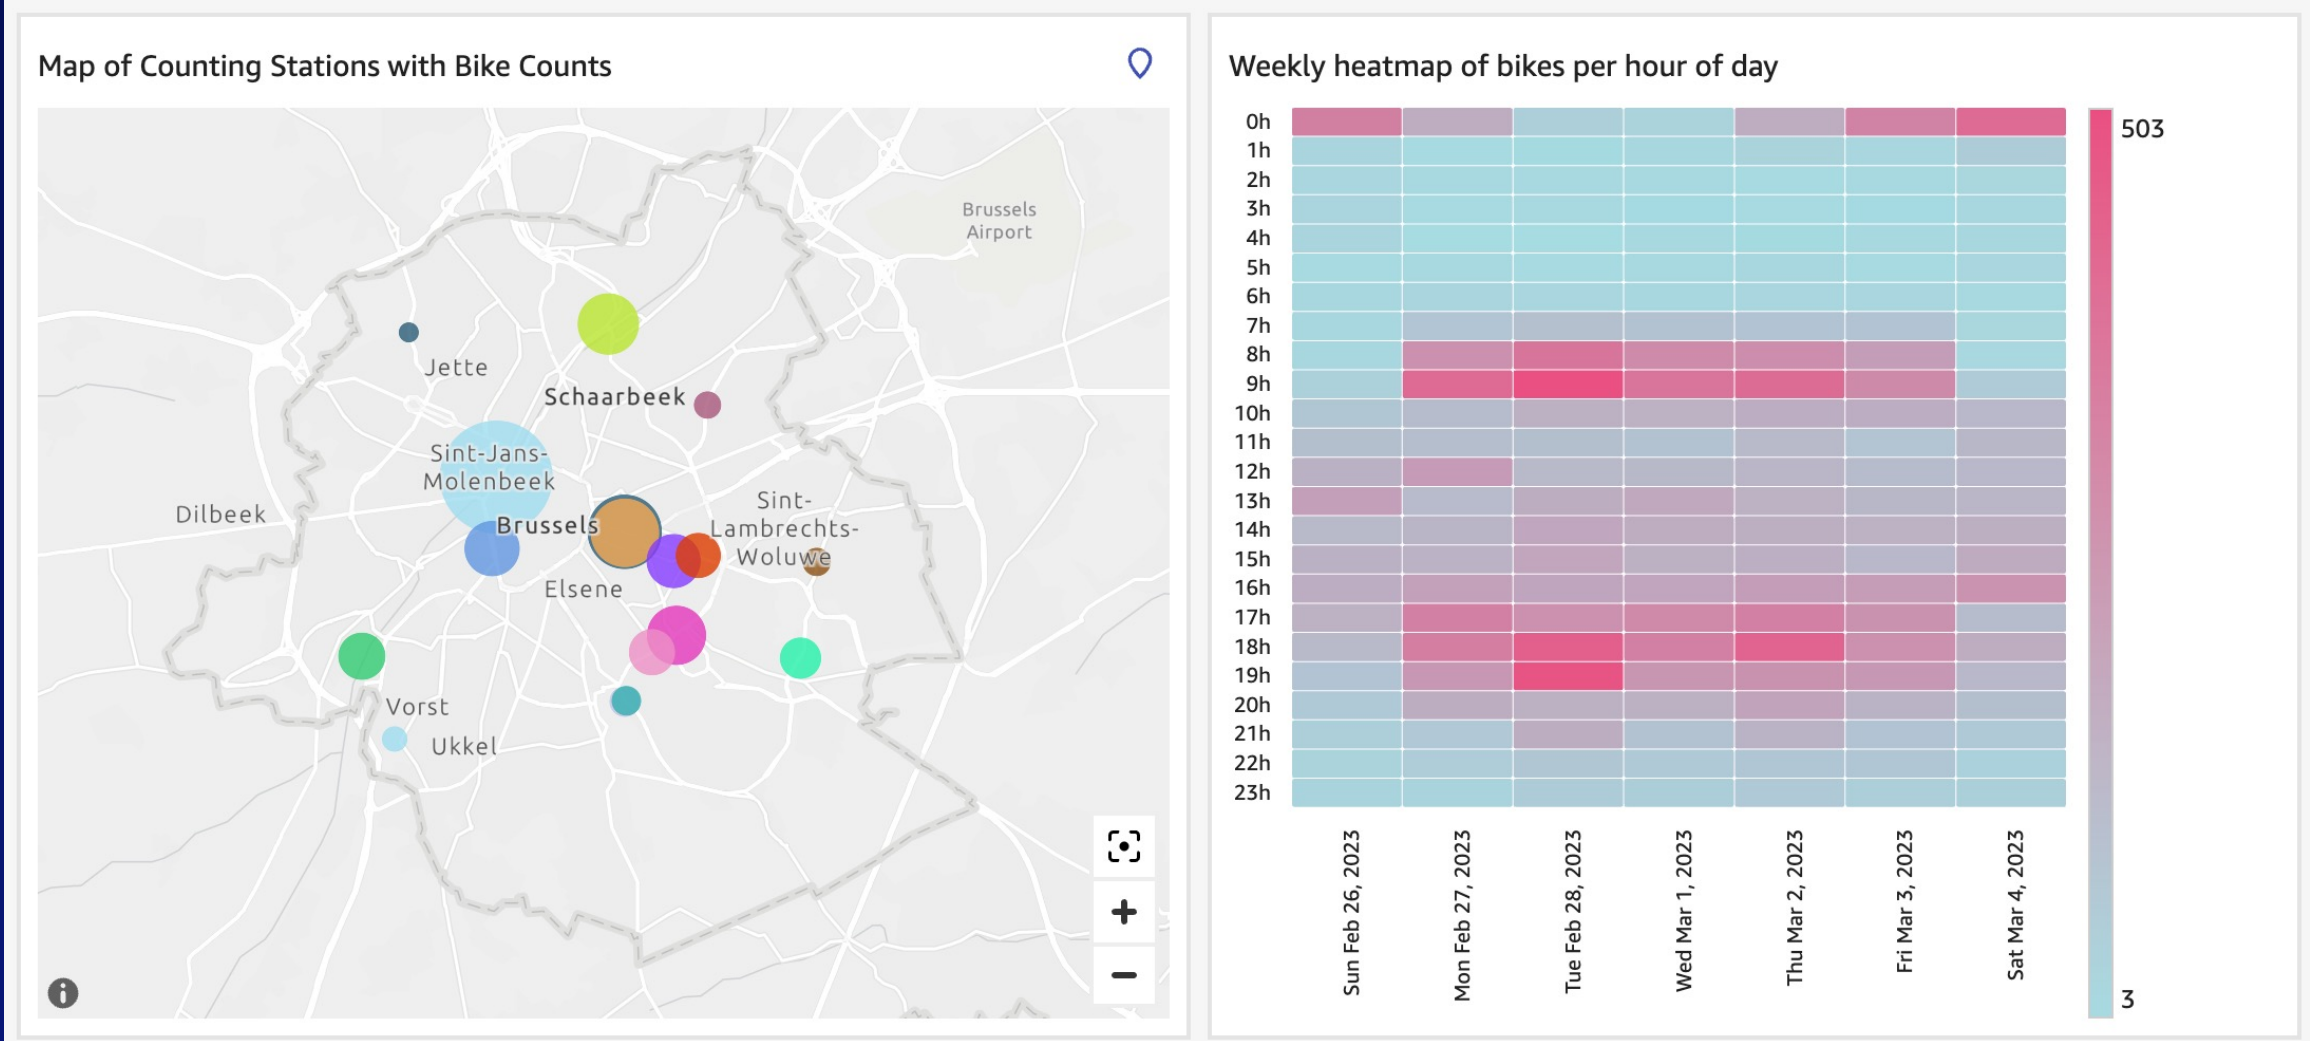 Map of Counting Stations with Bike Counts
Brussels
Airport
Jette
Schaarbeek
Sint-Jans-
Molenbeek
Dilbeek
Brussels
Sint-
Lambrechts-
Woluwe
Elsene
Vorst
Ukkel
i
+
−
Weekly heatmap of bikes per hour of day
0h
1h
2h
3h
4h
5h
6h
7h
8h
9h
10h
11h
12h
13h
14h
15h
16h
17h
18h
19h
20h
21h
22h
23h
Sun Feb 26, 2023
Mon Feb 27, 2023
Tue Feb 28, 2023
Wed Mar 1, 2023
Thu Mar 2, 2023
Fri Mar 3, 2023
Sat Mar 4, 2023
503
3